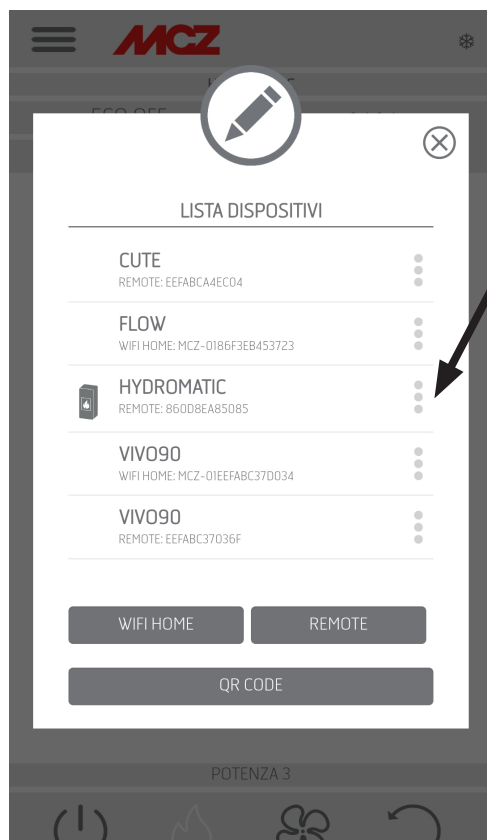 MCZ
LISTA DISPOSITIVI
CUTE
REMOTE: EEFABCA4EC04
FLOW
WIFI HOME: MCZ-0186F3EB453723
HYDROMATIC
REMOTE: 860D8EA85085
VIVO90
WIFI HOME: MCZ-01EEFABC37D034
VIVO90
REMOTE: EEFABC37036F
WIFI HOME
REMOTE
QR CODE
POTENZA 3